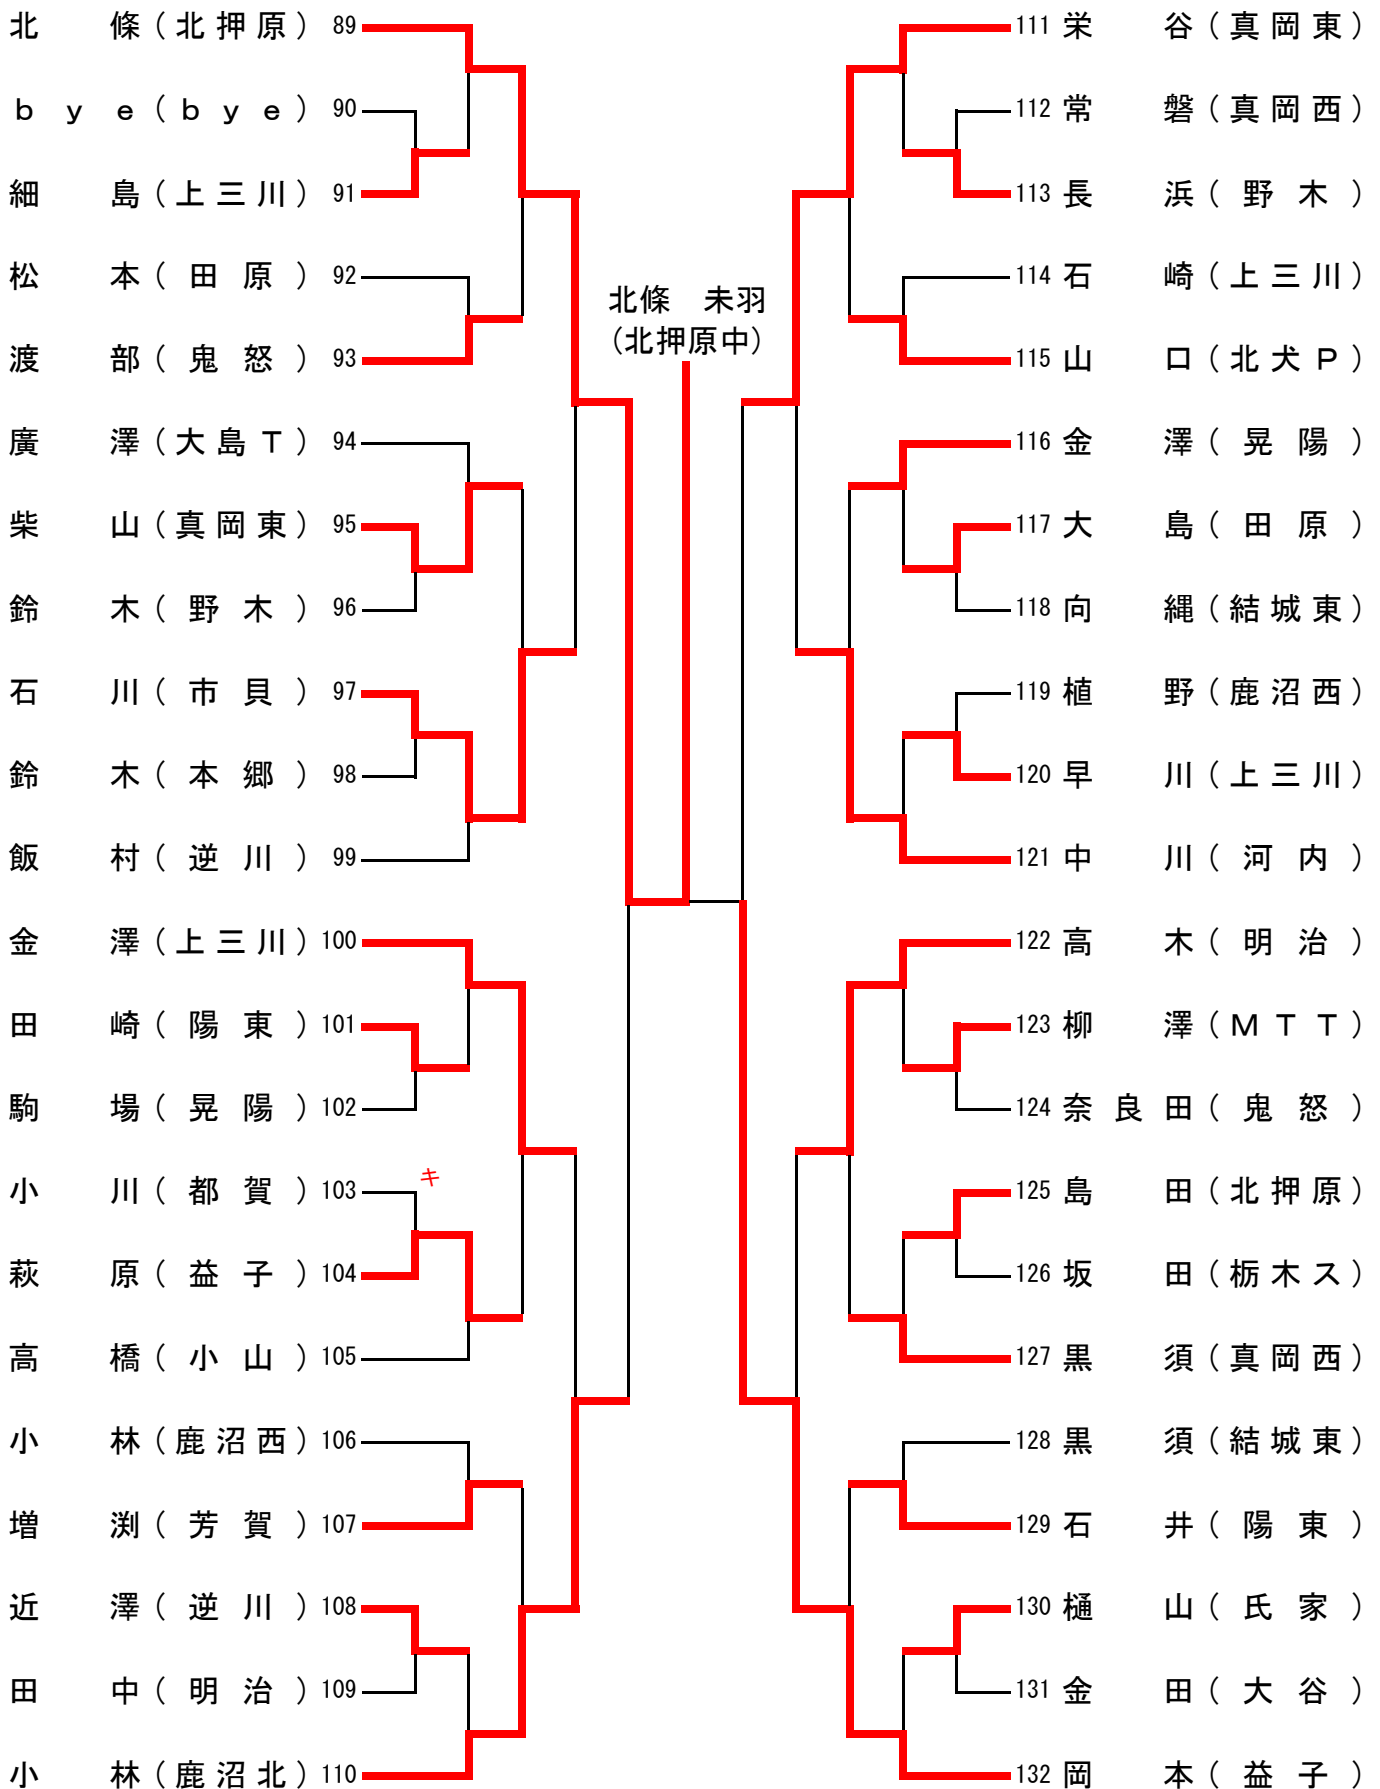 北條（北押原）89
ｂｙｅ（ｂｙｅ）90
細島（上三川）91
松本（田原）92
渡部（鬼怒）93
廣澤（大島Ｔ）94
柴山（真岡東）95
鈴木（野木）96
石川（市貝）97
鈴木（本郷）98
飯村（逆川）99
金澤（上三川）100
田崎（陽東）101
駒場（晃陽）102
小川（都賀）103
キ
萩原（益子）104
高橋（小山）105
小林（鹿沼西）106
増渕（芳賀）107
近澤（逆川）108
田中（明治）109
小林（鹿沼北）110
北條　未羽
（北押原中）
111 栄谷（真岡東）
112 常磐（真岡西）
113 長浜（野木）
114 石崎（上三川）
115 山口（北犬Ｐ）
116 金澤（晃陽）
117 大島（田原）
118 向縄（結城東）
119 植野（鹿沼西）
120 早川（上三川）
121 中川（河内）
122 高木（明治）
123 柳澤（ＭＴＴ）
124 奈良田（鬼怒）
125 島田（北押原）
126 坂田（栃木ス）
127 黒須（真岡西）
128 黒須（結城東）
129 石井（陽東）
130 樋山（氏家）
131 金田（大谷）
132 岡本（益子）